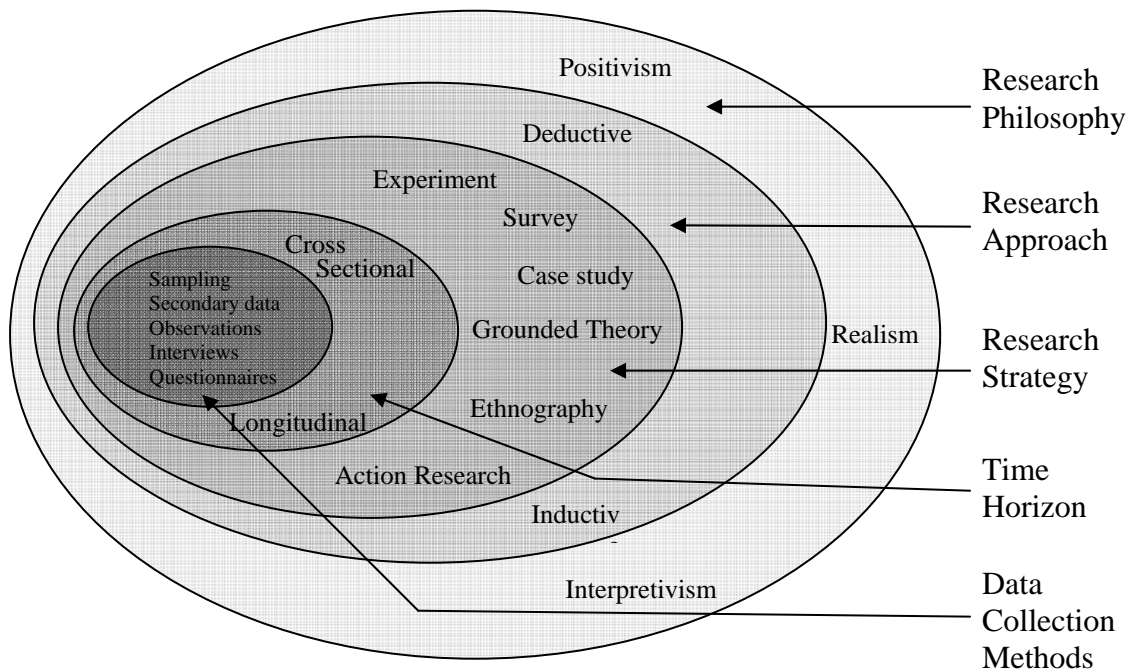 Positivism
Deductive
Experiment
Survey
Cross
Sectional
Case study
Sampling
Secondary data
Observations
Interviews
Questionnaires
Grounded Theory
Realism
Ethnography
Longitudinal
Action Research
Inductiv
Interpretivism
Research
Philosophy
Research
Approach
Research
Strategy
Time
Horizon
Data
Collection
Methods